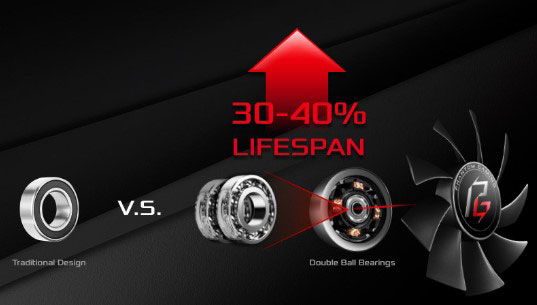 30-40%
LIFESPAN
V.S.
Traditional Design
Double Ball Bearings